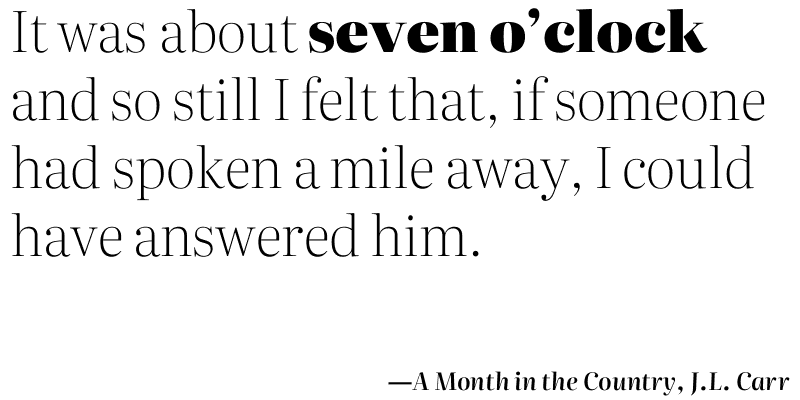 It was about seven o’clock
and so still I felt that, if someone
had spoken a mile away, I could
have answered him.
—A Month in the Country, J.L. Carr